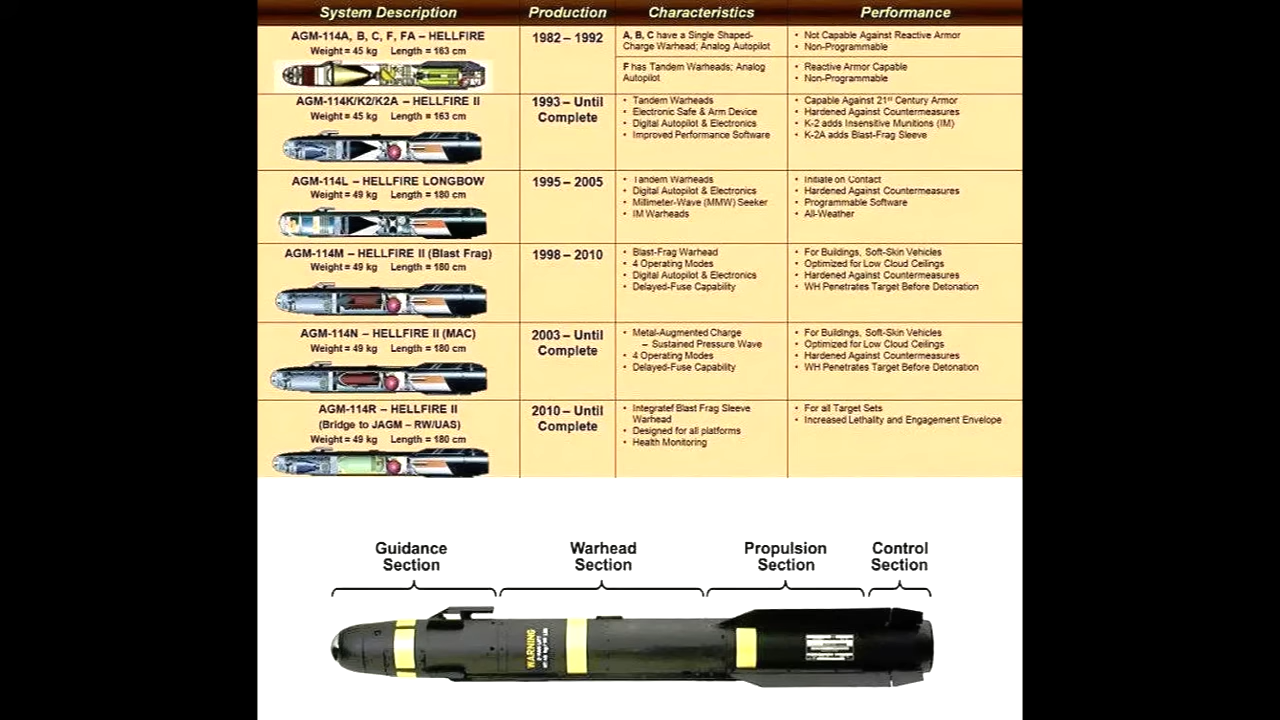 System Description
Production
Characteristics
Performance
AGM-114A, B, C, F, FA – HELLFIRE
Weight = 45 kg Length = 163 cm
1982 – 1992
A, B, C have a Single Shaped-
Charge Warhead; Analog Autopilot
• Not Capable Against Reactive Armor
• Non-Programmable
F has Tandem Warheads; Analog
Autopilot
• Reactive Armor Capable
• Non-Programmable
AGM-114K/K2/K2A – HELLFIRE II
Weight = 45 kg Length = 163 cm
1993 – Until
Complete
• Tandem Warheads
• Electronic Safe & Arm Device
• Digital Autopilot & Electronics
• Improved Performance Software
• Capable Against 21st Century Armor
• Hardened Against Countermeasures
• K-2 adds Insensitive Munitions (IM)
• K-2A adds Blast-Frag Sleeve
AGM-114L – HELLFIRE LONGBOW
Weight = 49 kg Length = 180 cm
1995 – 2005
• Tandem Warheads
• Digital Autopilot & Electronics
• Millimeter-Wave (MMW) Seeker
• IM Warheads
• Initiate on Contact
• Hardened Against Countermeasures
• Programmable Software
• All-Weather
AGM-114M – HELLFIRE II (Blast Frag)
Weight = 49 kg Length = 180 cm
1998 – 2010
• Blast-Frag Warhead
• 4 Operating Modes
• Digital Autopilot & Electronics
• Delayed-Fuse Capability
• For Buildings, Soft-Skin Vehicles
• Optimized for Low Cloud Ceilings
• Hardened Against Countermeasures
• WH Penetrates Target Before Detonation
AGM-114N – HELLFIRE II (MAC)
Weight = 49 kg Length = 180 cm
2003 – Until
Complete
• Metal-Augmented Charge
– Sustained Pressure Wave
• 4 Operating Modes
• Delayed-Fuse Capability
• For Buildings, Soft-Skin Vehicles
• Optimized for Low Cloud Ceilings
• Hardened Against Countermeasures
• WH Penetrates Target Before Detonation
AGM-114R – HELLFIRE II
(Bridge to JAGM – RW/UAS)
Weight = 49 kg Length = 180 cm
2010 – Until
Complete
• Integratef Blast Frag Sleeve
Warhead
• Designed for all platforms
• Health Monitoring
• For all Target Sets
• Increased Lethality and Engagement Envelope
Guidance
Section
Warhead
Section
Propulsion
Section
Control
Section
WARNING